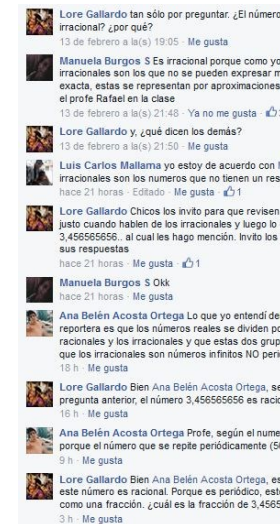 Lore Gallardo tan sólo por preguntar. ¿El número
irracional? ¿por qué?
13 de febrero a la(s) 19:05 · Me gusta
Manuela Burgos S Es irracional porque como yo
irracionales son los que no se pueden expresar m
exacta, estas se representan por aproximaciones
el profe Rafael en la clase
13 de febrero a la(s) 21:48 · Ya no me gusta ·
Lore Gallardo y, ¿qué dicen los demás?
13 de febrero a la(s) 21:50 · Me gusta
Luis Carlos Mallama yo estoy de acuerdo con
irracionales son los numeros que no tienen un res
hace 21 horas · Editado · Me gusta · 1
Lore Gallardo Chicos los invito para que revisen
justo cuando hablen de los irracionales y luego lo
3,456565656.. al cual les hago mención. Invito los
sus respuestas
hace 21 horas · Me gusta · 1
Manuela Burgos S Okk
hace 21 horas · Me gusta
Ana Belén Acosta Ortega Lo que yo entendí de
reportera es que los números reales se dividen po
racionales y los irracionales y que estas dos grup
que los irracionales son números infinitos NO peri
18 h · Me gusta
Lore Gallardo Bien Ana Belén Acosta Ortega, se
pregunta anterior, el número 3,456565656 es racio
16 h · Me gusta
Ana Belén Acosta Ortega Profe, según el nume
porque el número que se repite periódicamente (56
9 h · Me gusta
Lore Gallardo Bien Ana Belén Acosta Ortega, es
este número es racional. Porque es periódico, est
como una fracción. ¿cuál es la fracción de 3,4565
3 h · Me gusta